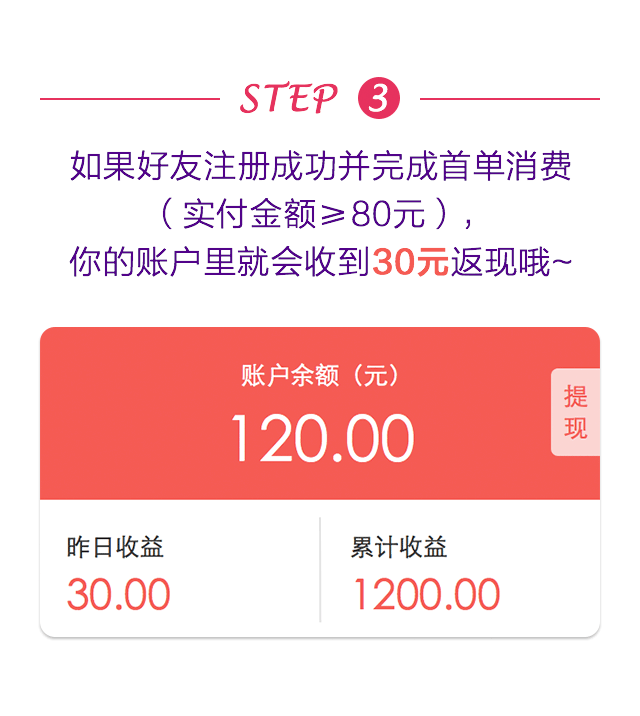 STEP 3
如果好友注册成功并完成首单消费
（实付金额≥80元），
你的账户里就会收到30元返现哦~
账户余额（元）
120.00
提现
昨日收益
30.00
累计收益
1200.00